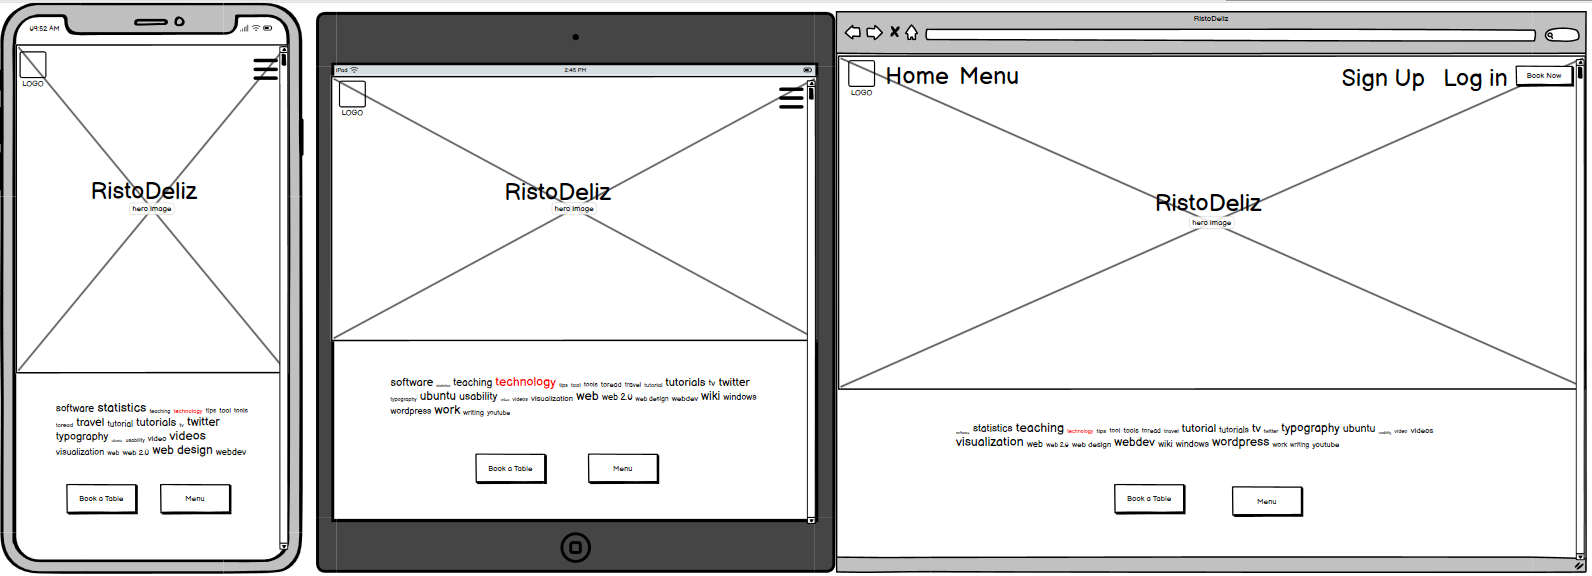 09:52 AM
LOGO
RistoDeliz
hero image
software statistics teaching technology tips tool tools
toread travel tutorial tutorials tv twitter
typography ubuntu usability video videos
visualization web web 2.0 web design webdev
Book a Table
Menu
iPad
2:45 PM
LOGO
RistoDeliz
hero image
software statistics teaching technology tips tool tools toread travel tutorial tutorials tv twitter
typography ubuntu usability video videos visualization web web 2.0 web design webdev wiki windows
wordpress work writing youtube
Book a Table
Menu
RistoDeliz
LOGO
Home
Menu
Sign Up
Log in
Book Now
RistoDeliz
hero image
software statistics teaching technology tips tool tools toread travel tutorial tutorials tv twitter typography ubuntu usability video videos
visualization web web 2.0 web design webdev wiki windows wordpress work writing youtube
Book a Table
Menu